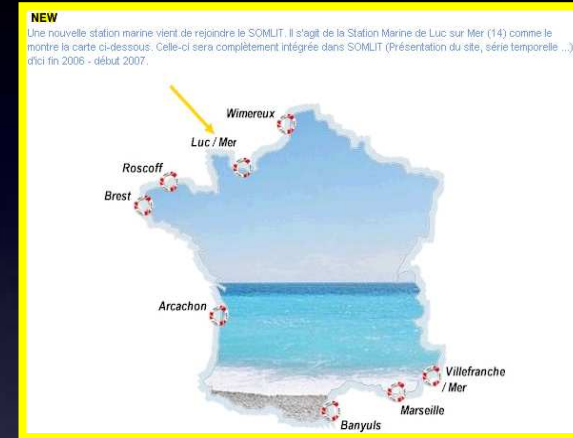 NEW
Une nouvelle station marine vient de rejoindre le SOMLIT. Il s'agit de la Station Marine de Luc sur Mer (14) comme le
montre la carte ci-dessous. Celle-ci sera complètement intégrée dans SOMLIT (Présentation du site, série temporelle ...)
d'ici fin 2006 - début 2007.
Wimereux
Luc / Mer
Roscoff
Brest
Arcachon
Villefranche
/ Mer
Marseille
Banyuls